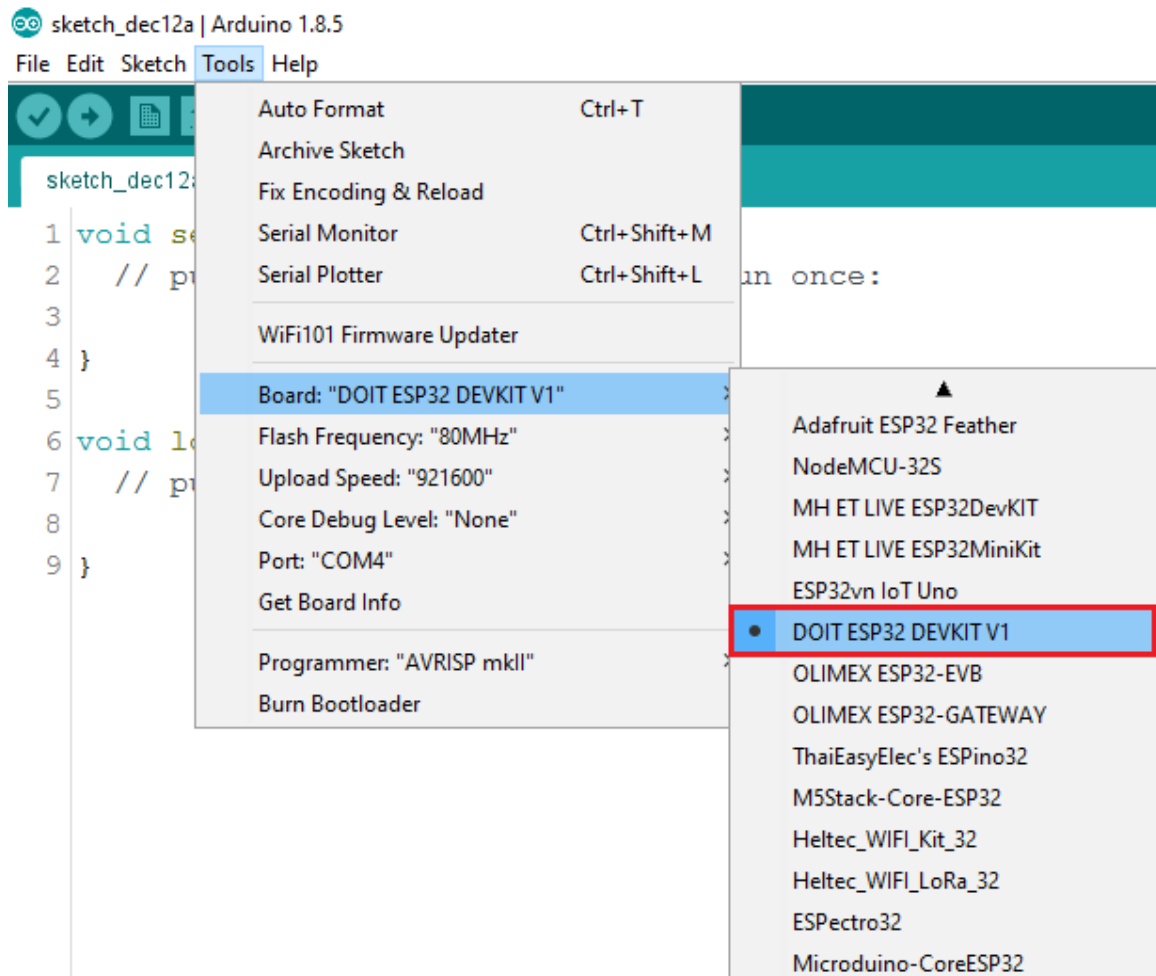 sketch_dec12a | Arduino 1.8.5
File Edit Sketch Tools Help
Auto Format Ctrl+T
Archive Sketch
Fix Encoding & Reload
Serial Monitor Ctrl+Shift+M
Serial Plotter Ctrl+Shift+L
WiFi101 Firmware Updater
Board: "DOIT ESP32 DEVKIT V1"
Flash Frequency: "80MHz"
Upload Speed: "921600"
Core Debug Level: "None"
Port: "COM4"
Get Board Info
Programmer: "AVRISP mkII"
Burn Bootloader
Adafruit ESP32 Feather
NodeMCU-32S
MH ET LIVE ESP32DevKIT
MH ET LIVE ESP32MiniKit
ESP32vn IoT Uno
DOIT ESP32 DEVKIT V1
OLIMEX ESP32-EVB
OLIMEX ESP32-GATEWAY
ThaiEasyElec's ESPino32
M5Stack-Core-ESP32
Heltec_WIFI_Kit_32
Heltec_WIFI_LoRa_32
ESPectro32
Microduino-CoreESP32
sketch_dec12a
1 void se
2 // pu un once:
3
4 }
5
6 void lo
7 // pu
8
9 }